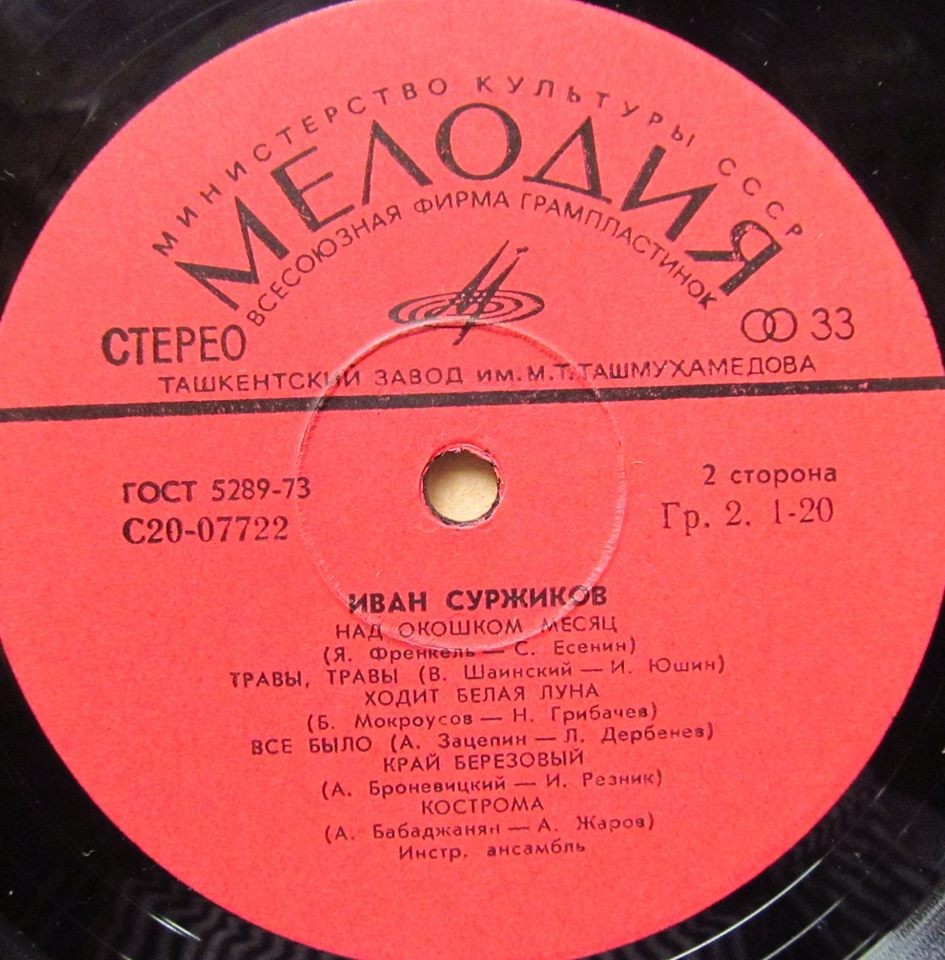 МИНИСТЕРСТВО КУЛЬТУРЫ СССР
МЕЛОДИЯ
ВСЕСОЮЗНАЯ ФИРМА ГРАМПЛАСТИНОК
СТЕРЕО
33
ТАШКЕНТСКИЙ ЗАВОД ИМ. М.Т.ТАШМУХАМЕДОВА
ГОСТ 5289-73
2 сторона
С20-07722
Гр. 2. 1-20
ИВАН СУРЖИКОВ
НАД ОКОШКОМ МЕСЯЦ
(Я. Френкель — С. Есенин)
ТРАВЫ, ТРАВЫ (В. Шаинский — И. Юшин)
ХОДИТ БЕЛАЯ ЛУНА
(Б. Мокроусов — Н. Грибачев)
ВСЕ БЫЛО (А. Зацепин — Л. Дербенев)
КРАЙ БЕРЕЗОВЫЙ
(А. Броневицкий — И. Резник)
КОСТРОМА
(А. Бабаджанян — А. Жаров)
Инстр. ансамбль